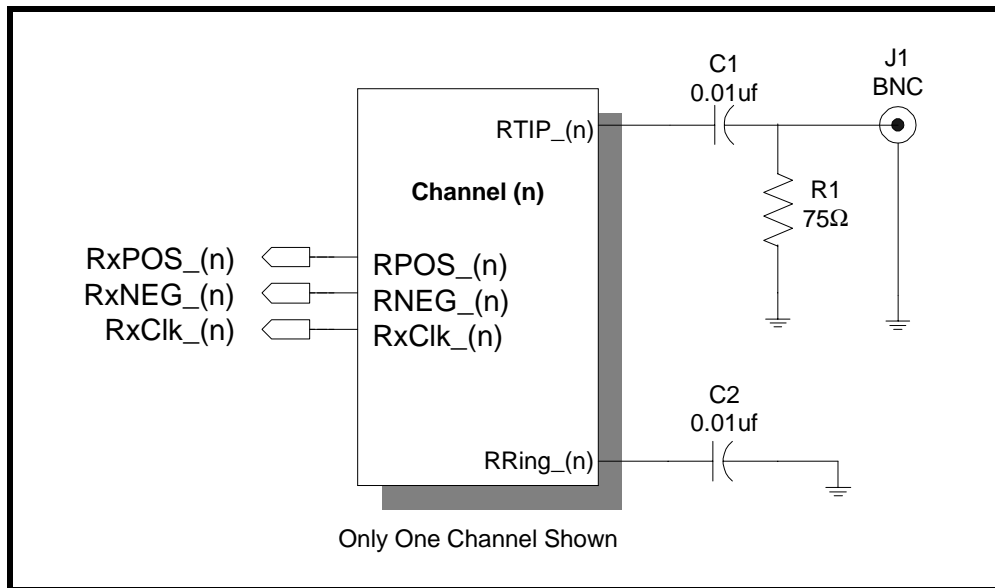 C1
0.01uf
J1
BNC
RTIP_(n)
Channel (n)
R1
75Ω
RxPOS_(n)
RPOS_(n)
RxNEG_(n)
RNEG_(n)
RxClk_(n)
RxClk_(n)
C2
0.01uf
RRing_(n)
Only One Channel Shown